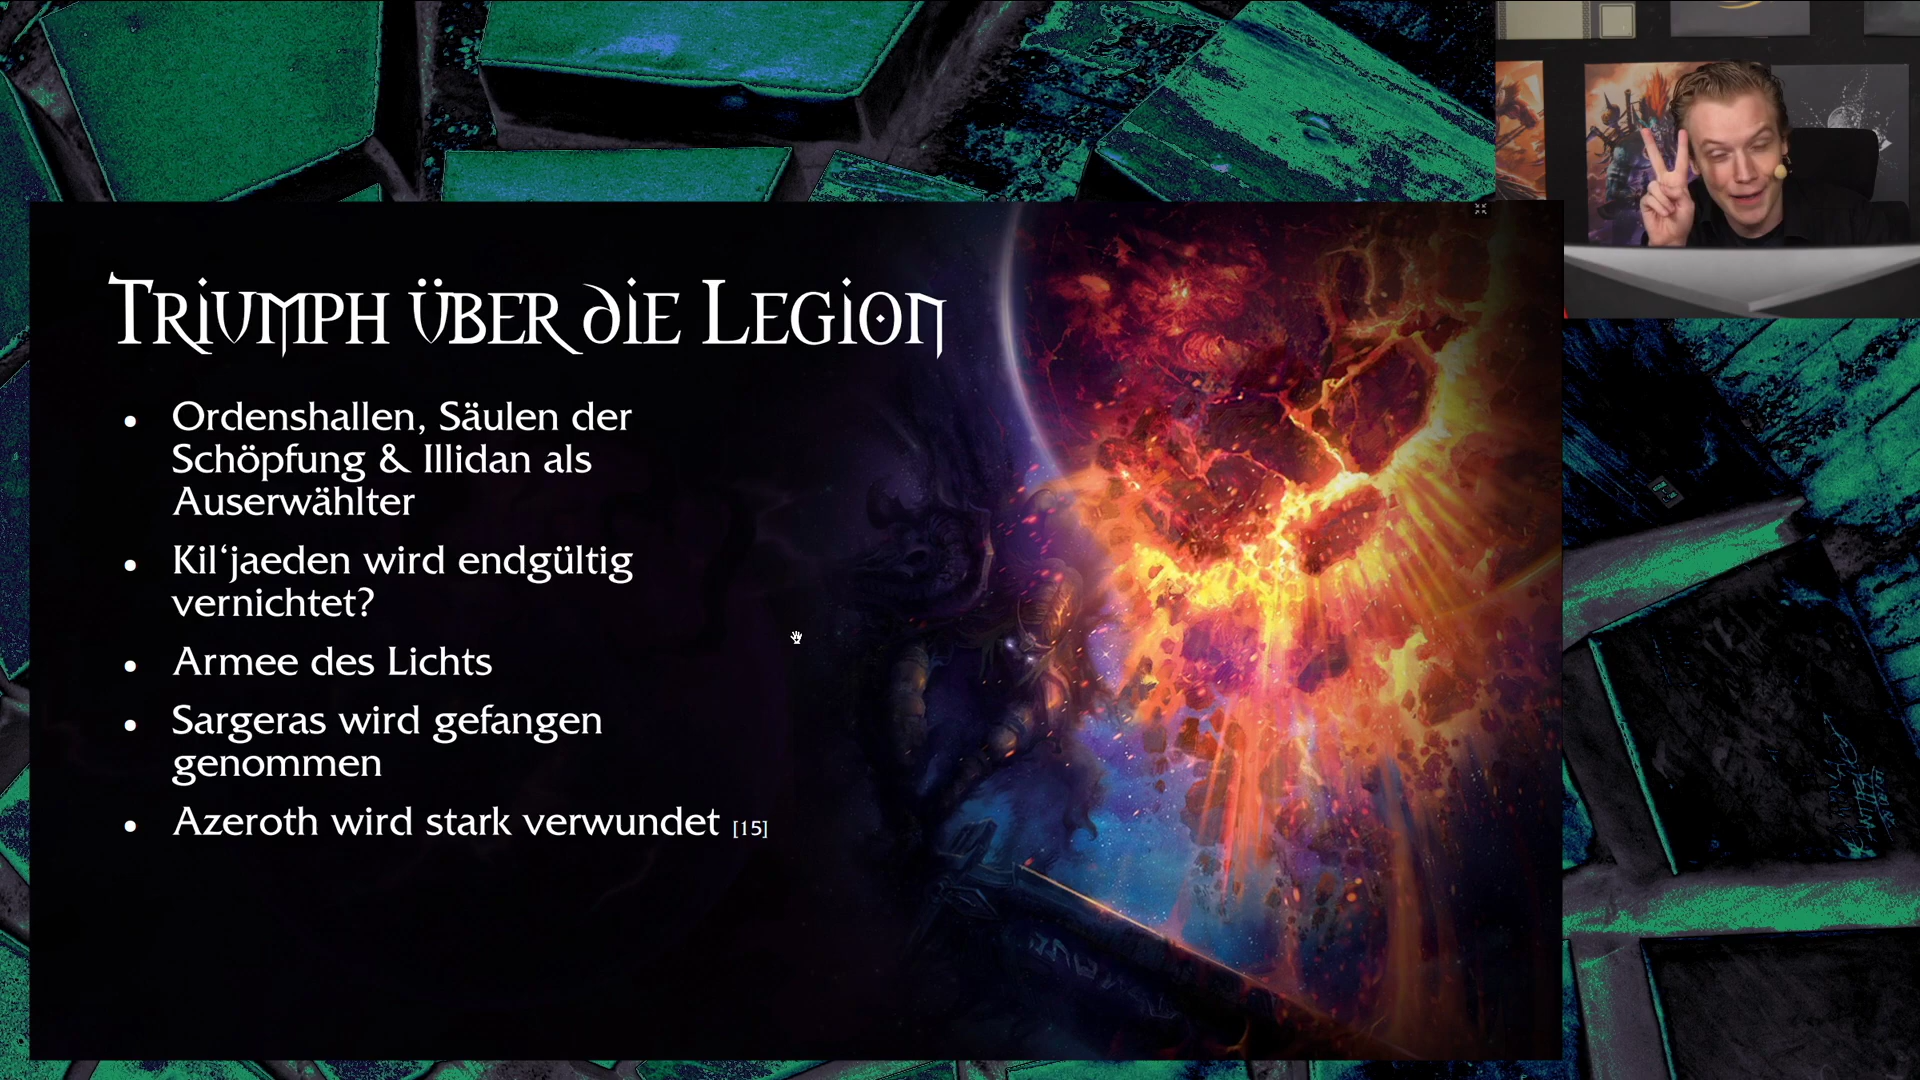 Triumph über die Legion
• Ordenshallen, Säulen der
Schöpfung & Illidan als
Auserwählter
• Kil‘jaeden wird endgültig
vernichtet?
• Armee des Lichts
• Sargeras wird gefangen
genommen
• Azeroth wird stark verwundet [15]